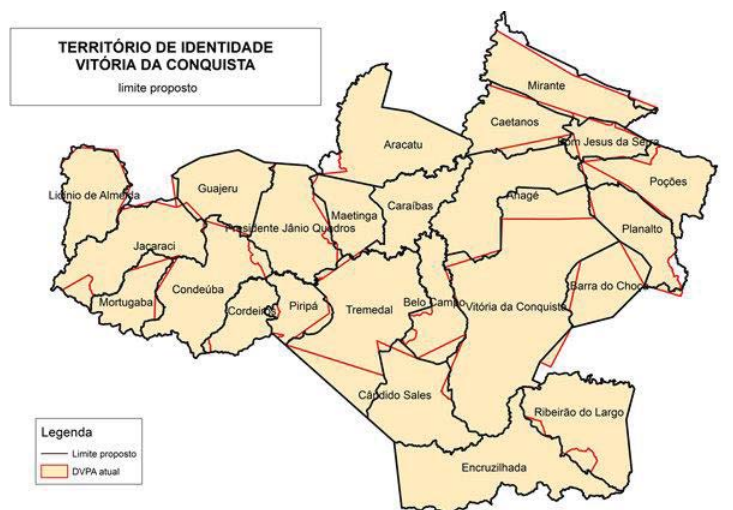 TERRITÓRIO DE IDENTIDADE
VITÓRIA DA CONQUISTA
limite proposto
Mirante
Caetanos
Bom Jesus da Serra
Aracatu
Poções
Licínio de Almeida
Guajeru
Anagé
Caraíbas
Maetinga
Presidente Jânio Quadros
Planalto
Jacaraci
Barra do Choça
Condeúba
Mortugaba
Cordeiros
Piripá
Tremedal
Belo Campo
Vitória da Conquista
Cândido Sales
Ribeirão do Largo
Encruzilhada
Legenda
Limite proposto
DVPA atual